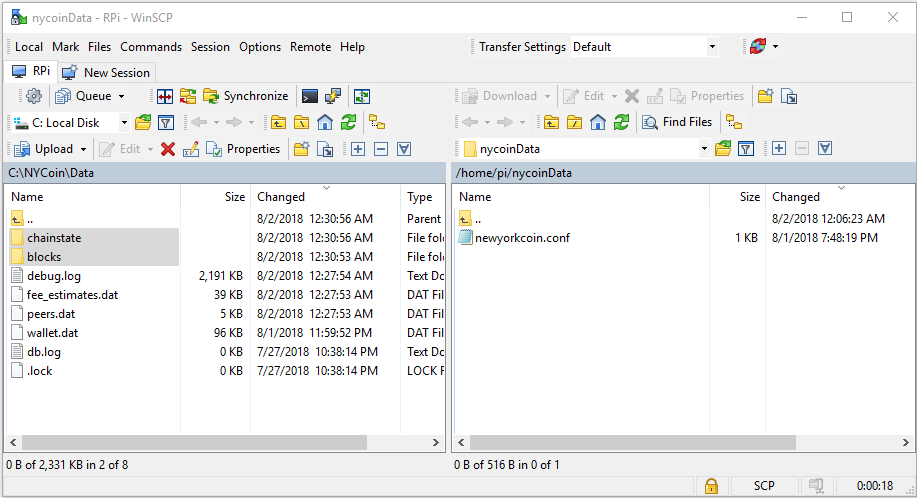 nycoinData - RPi - WinSCP
Local Mark Files Commands Session Options Remote Help Transfer Settings Default
RPi New Session
Queue Synchronize Download Edit Properties
C: Local Disk Find Files
Upload Edit Properties nycoinData
C:\NYCoin\Data /home/pi/nycoinData
Name Size Changed Type Name Size Changed
.. 8/2/2018 12:30:56 AM Parent .. 8/2/2018 12:06:23 AM
chainstate 8/2/2018 12:30:56 AM File fol newyorkcoin.conf 1 KB 8/1/2018 7:48:19 PM
blocks 8/2/2018 12:30:53 AM File fol
debug.log 2,191 KB 8/2/2018 12:27:54 AM Text Do
fee_estimates.dat 39 KB 8/2/2018 12:27:53 AM DAT Fil
peers.dat 5 KB 8/2/2018 12:27:53 AM DAT Fil
wallet.dat 96 KB 8/1/2018 11:59:52 PM DAT Fil
db.log 0 KB 7/27/2018 10:38:14 PM Text Do
.lock 0 KB 7/27/2018 10:38:14 PM LOCK F
0 B of 2,331 KB in 2 of 8 0 B of 516 B in 0 of 1
SCP 0:00:18